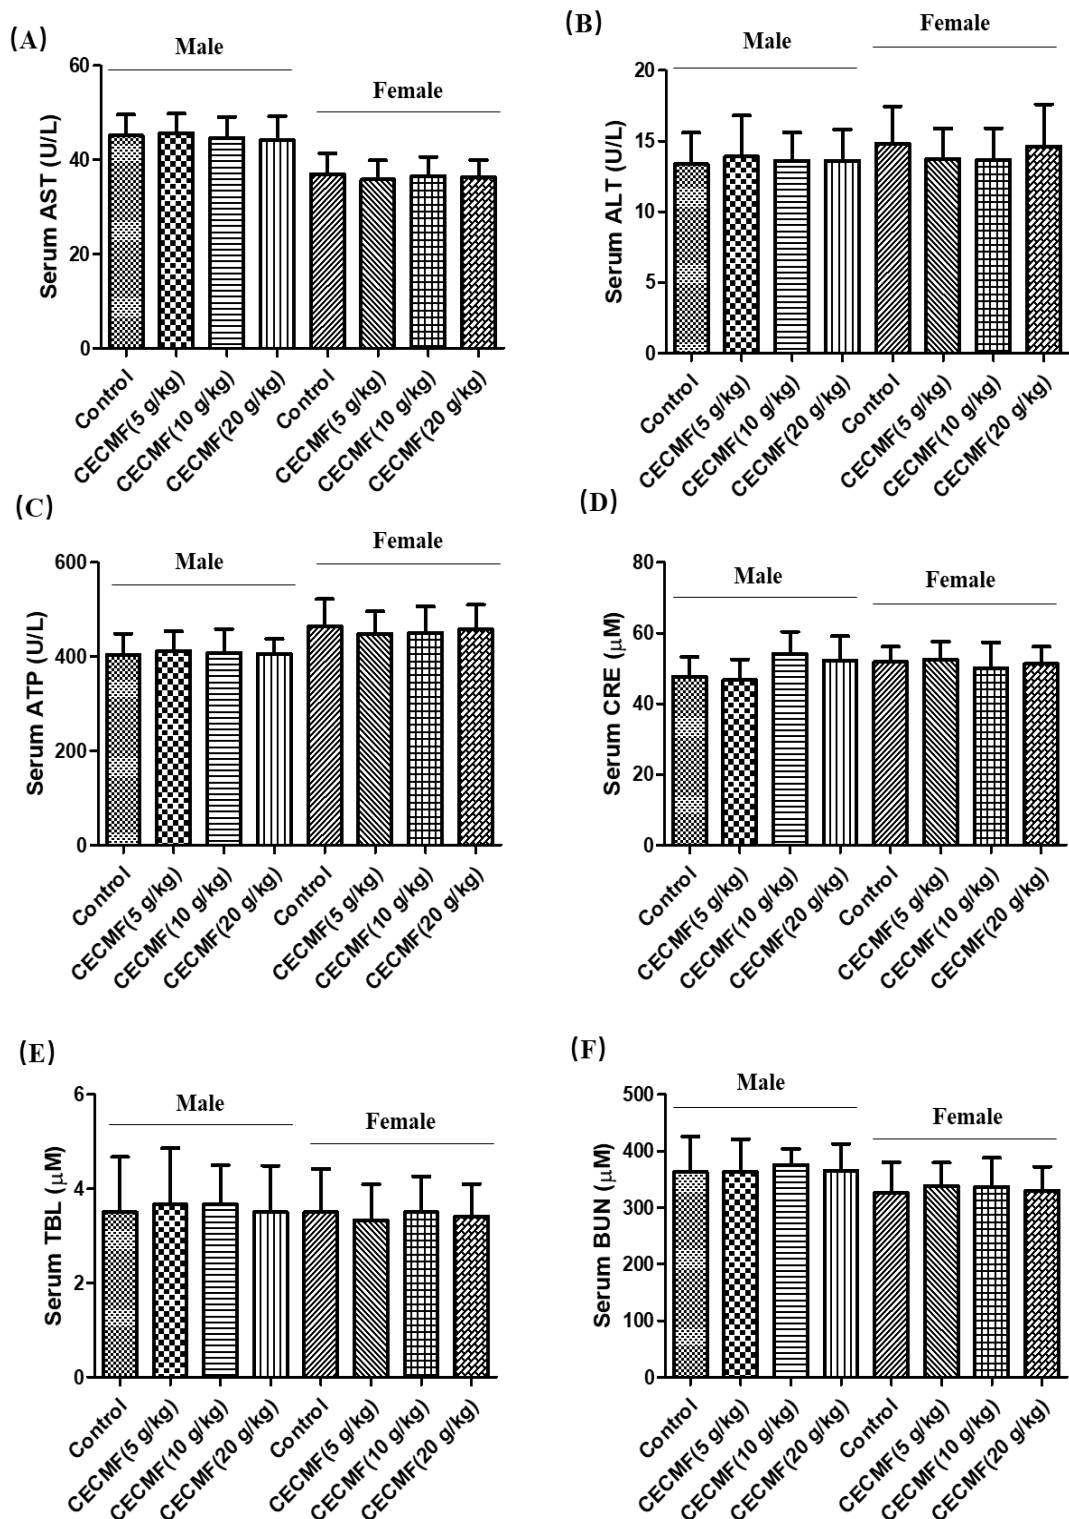 (A)
Male
Female
Serum AST (U/L)
60
40
20
0
Control
CECMF(5 g/kg)
CECMF(10 g/kg)
CECMF(20 g/kg)
Control
CECMF(5 g/kg)
CECMF(10 g/kg)
CECMF(20 g/kg)
(B)
Male
Female
Serum ALT (U/L)
20
15
10
5
0
Control
CECMF(5 g/kg)
CECMF(10 g/kg)
CECMF(20 g/kg)
Control
CECMF(5 g/kg)
CECMF(10 g/kg)
CECMF(20 g/kg)
(C)
Male
Female
Serum ATP (U/L)
600
400
200
0
Control
CECMF(5 g/kg)
CECMF(10 g/kg)
CECMF(20 g/kg)
Control
CECMF(5 g/kg)
CECMF(10 g/kg)
CECMF(20 g/kg)
(D)
Male
Female
Serum CRE (μM)
80
60
40
20
0
Control
CECMF(5 g/kg)
CECMF(10 g/kg)
CECMF(20 g/kg)
Control
CECMF(5 g/kg)
CECMF(10 g/kg)
CECMF(20 g/kg)
(E)
Male
Female
Serum TBL (μM)
6
4
2
0
Control
CECMF(5 g/kg)
CECMF(10 g/kg)
CECMF(20 g/kg)
Control
CECMF(5 g/kg)
CECMF(10 g/kg)
CECMF(20 g/kg)
(F)
Male
Female
Serum BUN (μM)
500
400
300
200
100
0
Control
CECMF(5 g/kg)
CECMF(10 g/kg)
CECMF(20 g/kg)
Control
CECMF(5 g/kg)
CECMF(10 g/kg)
CECMF(20 g/kg)